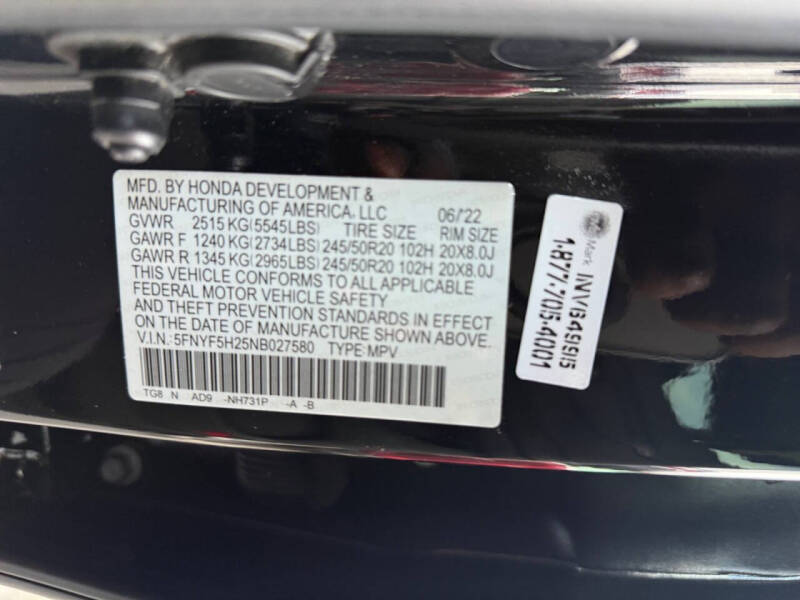 MFD. BY HONDA DEVELOPMENT &
MANUFACTURING OF AMERICA, LLC 06/22
GVWR 2515 KG (5545LBS) TIRE SIZE RIM SIZE
GAWR F 1240 KG (2734LBS) 245/50R20 102H 20X8.0J
GAWR R 1345 KG (2965LBS) 245/50R20 102H 20X8.0J
THIS VEHICLE CONFORMS TO ALL APPLICABLE
FEDERAL MOTOR VEHICLE SAFETY
AND THEFT PREVENTION STANDARDS IN EFFECT
ON THE DATE OF MANUFACTURE SHOWN ABOVE.
V.I.N.: 5FNYF5H25NB027580 TYPE: MPV
TG8 N AD9 -NH731P -A -B
Mark
INV649915
1-877-705-4001